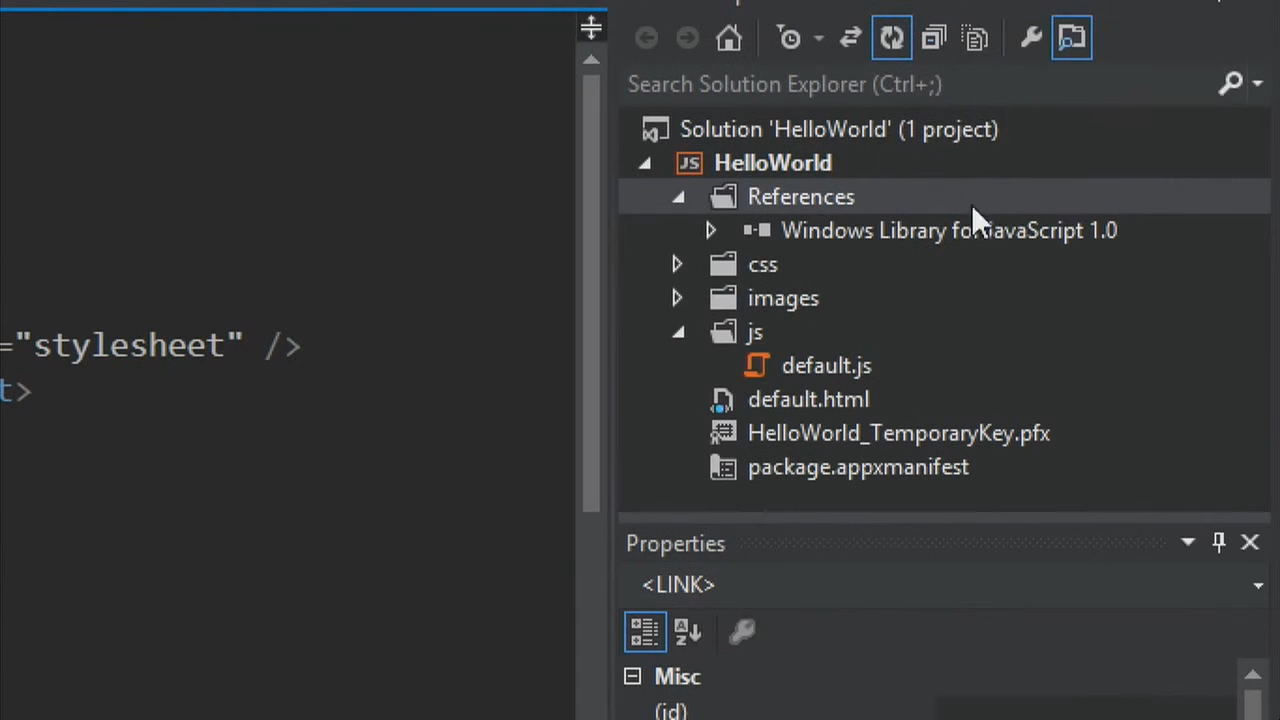 ="stylesheet" />
t>
Search Solution Explorer (Ctrl+;)
Solution 'HelloWorld' (1 project)
JS HelloWorld
References
Windows Library for JavaScript 1.0
css
images
js
default.js
default.html
HelloWorld_TemporaryKey.pfx
package.appxmanifest
Properties
<LINK>
Misc
(id)